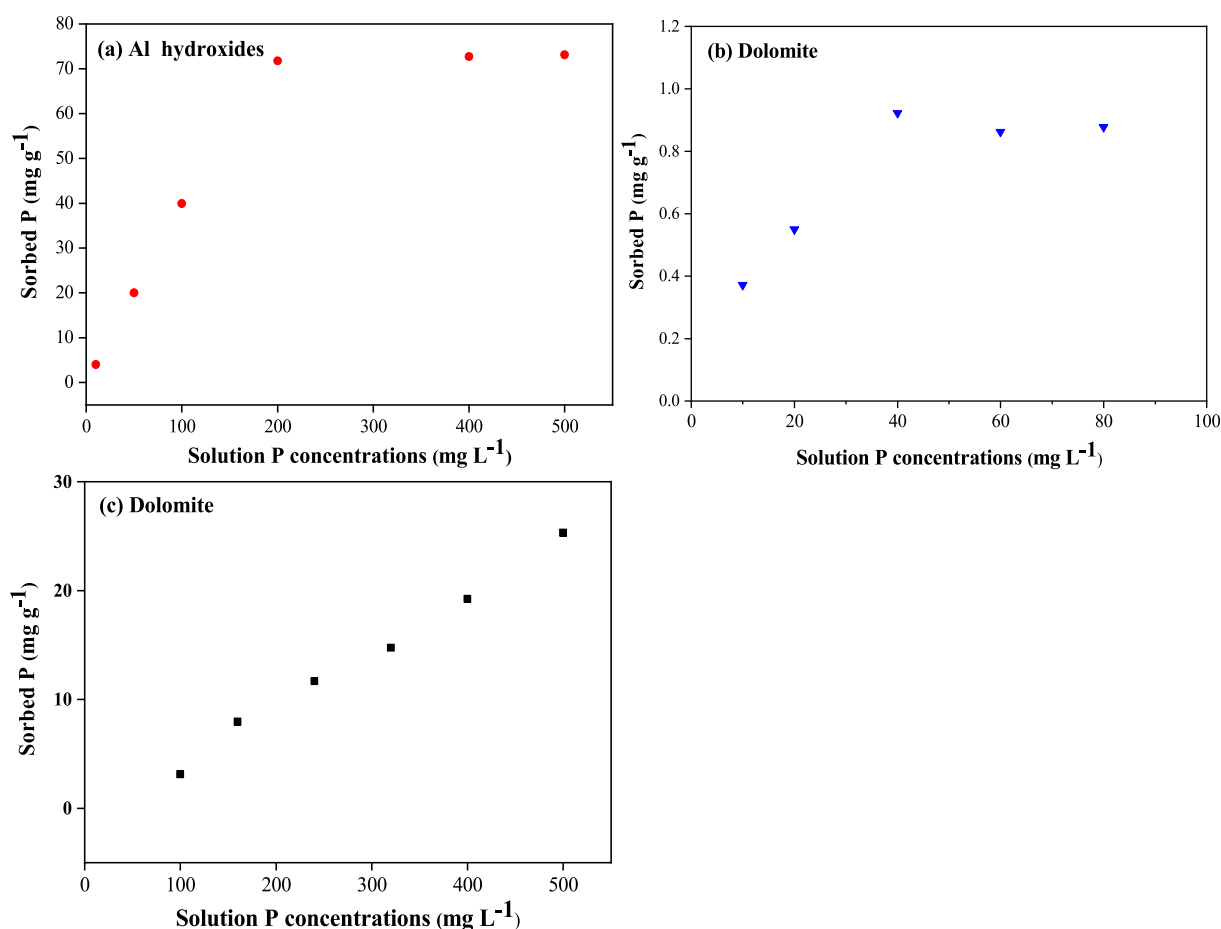 (a) Al hydroxides
80
70
60
50
40
30
20
10
0
Sorbed P (mg g-1)
0 100 200 300 400 500
Solution P concentrations (mg L-1)
(b) Dolomite
1.2
1.0
0.8
0.6
0.4
0.2
0.0
Sorbed P (mg g-1)
0 20 40 60 80 100
Solution P concentrations (mg L-1)
(c) Dolomite
30
20
10
0
Sorbed P (mg g-1)
0 100 200 300 400 500
Solution P concentrations (mg L-1)